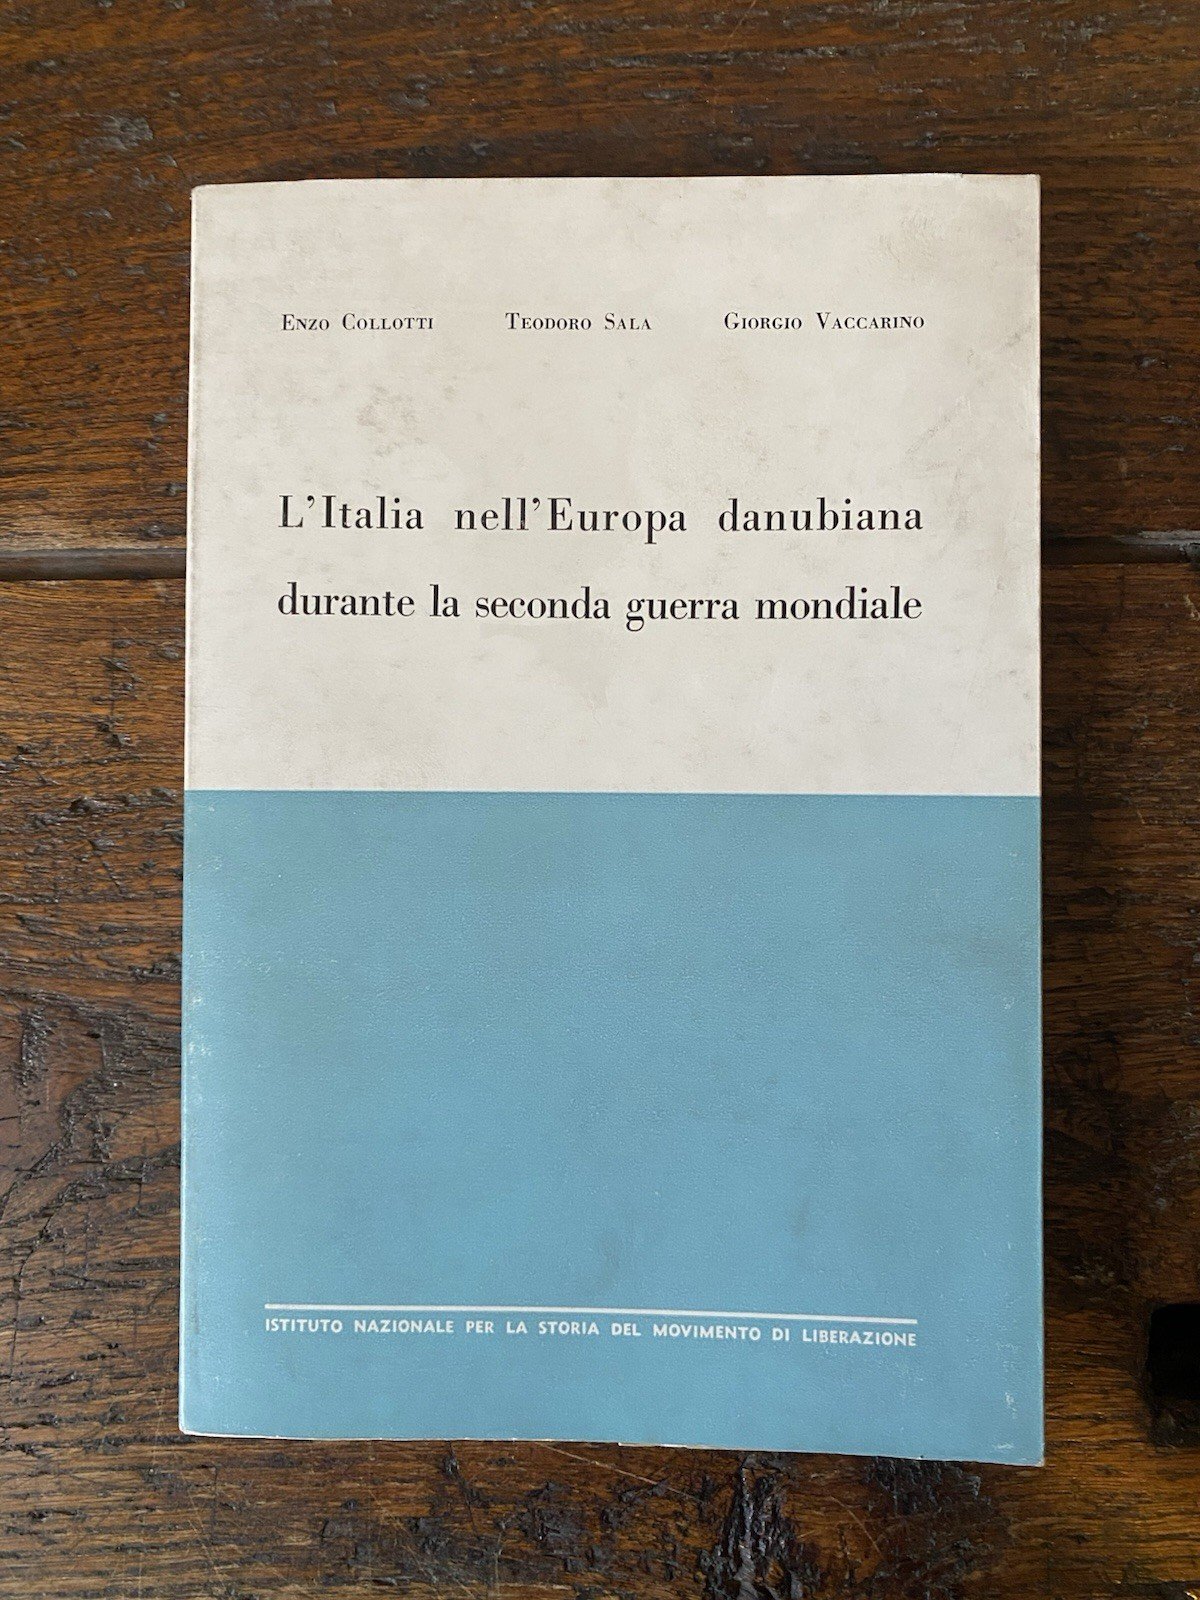 Enzo Collotti Teodoro Sala Giorgio Vaccarino
L'Italia nell'Europa danubiana
durante la seconda guerra mondiale
ISTITUTO NAZIONALE PER LA STORIA DEL MOVIMENTO DI LIBERAZIONE